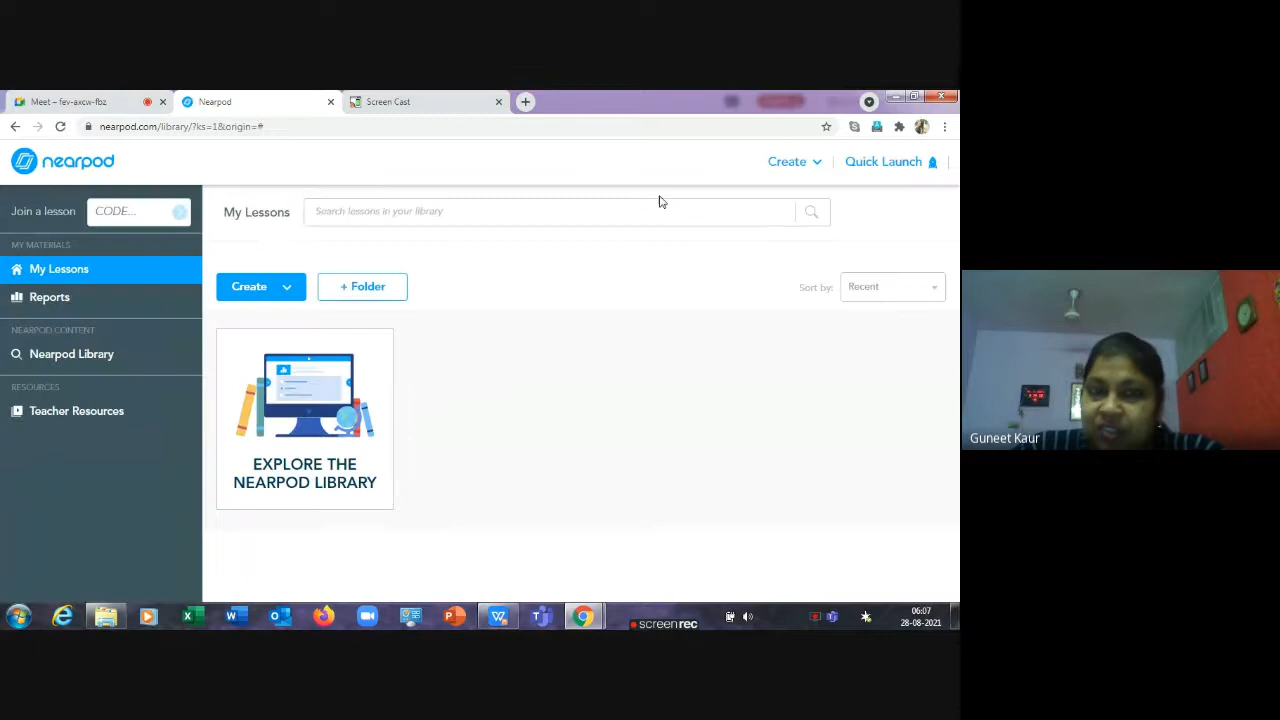 Meet – fev-axcw-fbz
Nearpod
Screen Cast
nearpod.com/library/?ks=1&origin=#
nearpod
Create
Quick Launch
Join a lesson
CODE...
My Lessons
Search lessons in your library
MY MATERIALS
My Lessons
Reports
Create
+ Folder
Sort by:
Recent
NEARPOD CONTENT
Nearpod Library
RESOURCES
Teacher Resources
EXPLORE THE
NEARPOD LIBRARY
Guneet Kaur
screenrec
06:07
28-08-2021